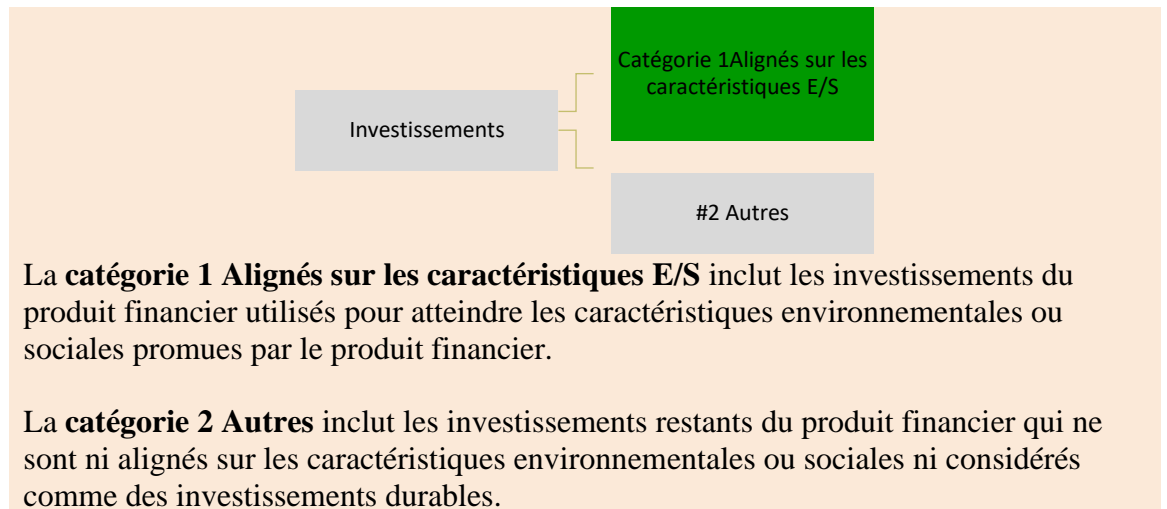 Catégorie 1Alignés sur les
caractéristiques E/S
Investissements
#2 Autres
La catégorie 1 Alignés sur les caractéristiques E/S inclut les investissements du
produit financier utilisés pour atteindre les caractéristiques environnementales ou
sociales promues par le produit financier.
La catégorie 2 Autres inclut les investissements restants du produit financier qui ne
sont ni alignés sur les caractéristiques environnementales ou sociales ni considérés
comme des investissements durables.